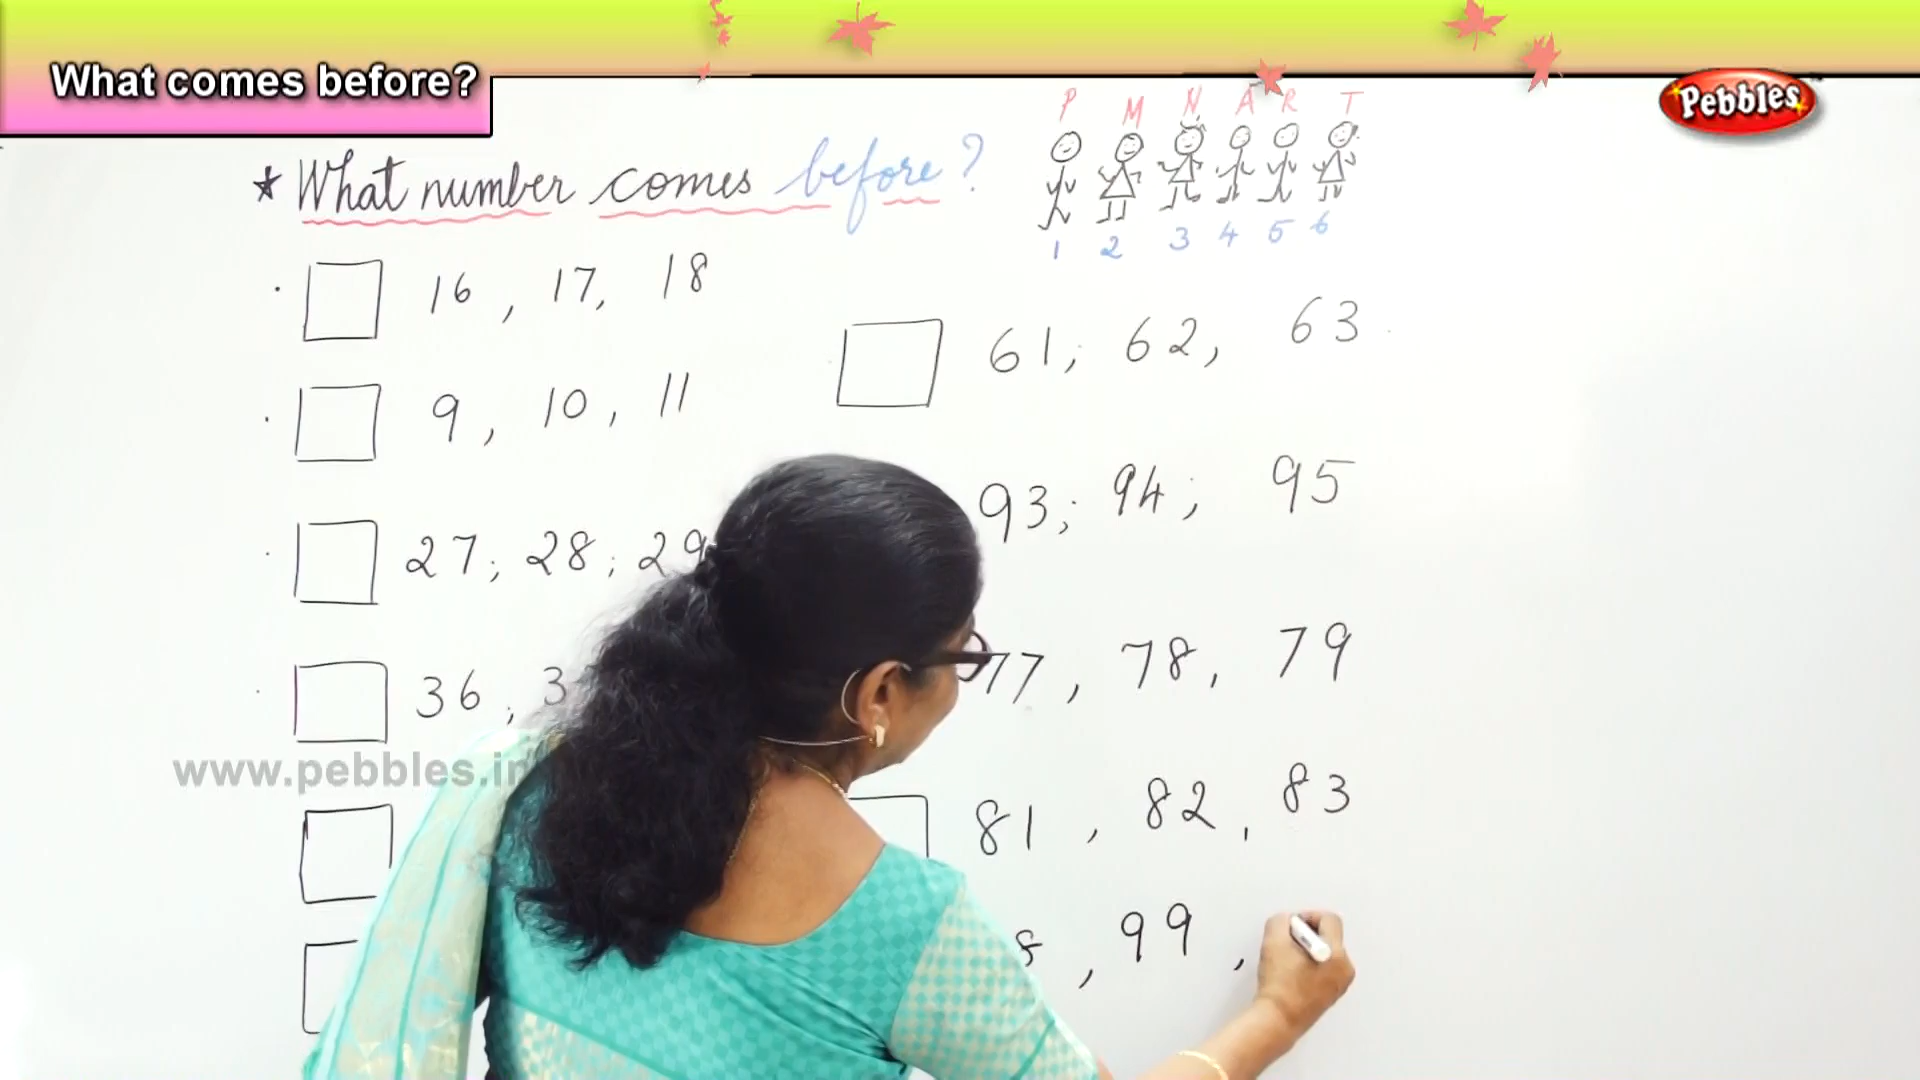 What comes before?
Pebbles
P M N A R T
* What number comes before?
1 2 3 4 5 6
16, 17, 18
9, 10, 11
27, 28, 29
36, 3
www.pebbles.in
61, 62, 63
93, 94, 95
77, 78, 79
81, 82, 83
8, 99,